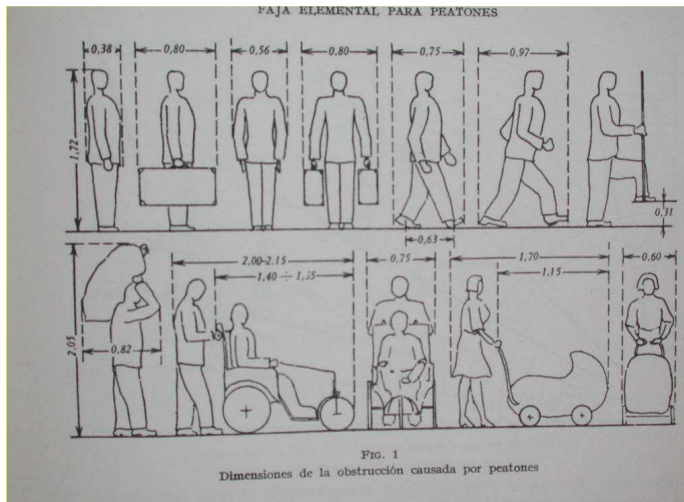 FAJA ELEMENTAL PARA PEATONES
0,38 0,80 0,56 0,80 0,75 0,97
1,72
0,31
0,63
2,00-2,15 0,75 1,70 0,60
1,40 ÷ 1,15
0,82
2,05
FIG. 1
Dimensiones de la obstrucción causada por peatones